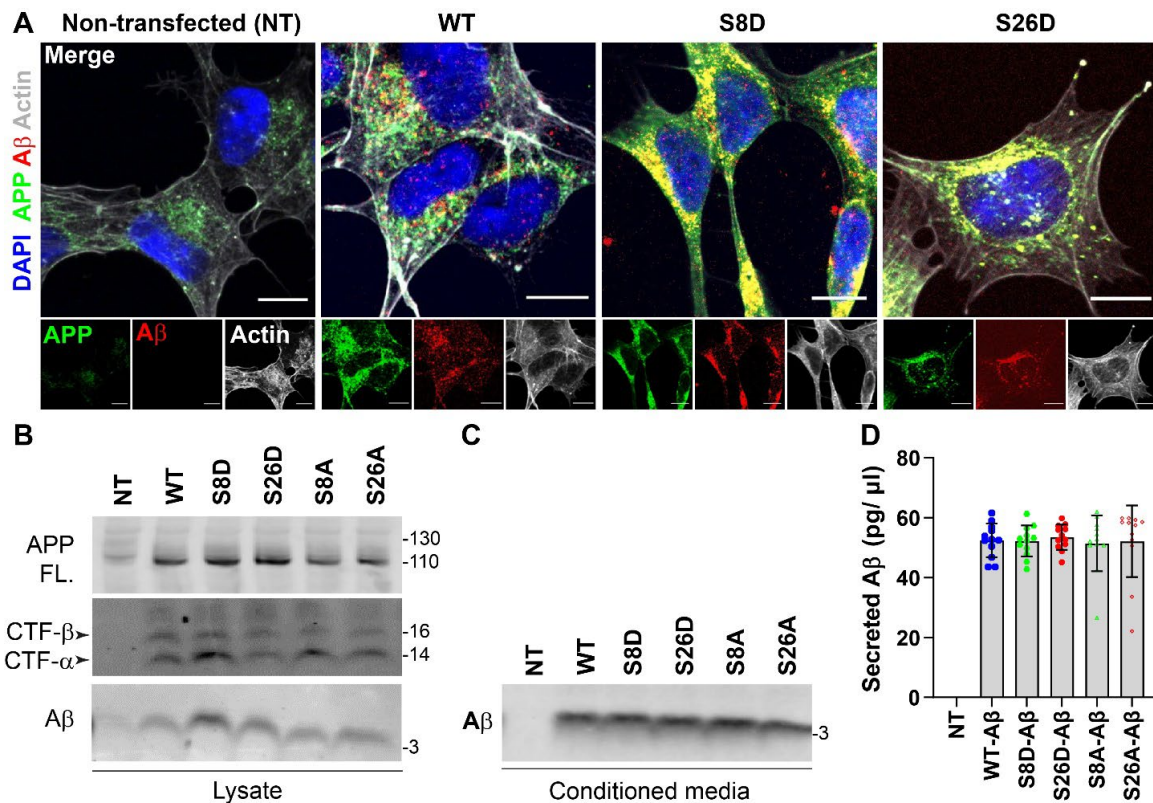 A
Non-transfected (NT)
WT
S8D
S26D
DAPI APP Aβ Actin
Merge
APP
Aβ
Actin
B
NT
WT
S8D
S26D
S8A
S26A
APP
FL.
-130
-110
CTF-β
CTF-α
-16
-14
Aβ
-3
Lysate
C
NT
WT
S8D
S26D
S8A
S26A
Aβ
-3
Conditioned media
D
Secreted Aβ (pg/ µl)
80
60
40
20
0
NT
WT-Aβ
S8D-Aβ
S26D-Aβ
S8A-Aβ
S26A-Aβ